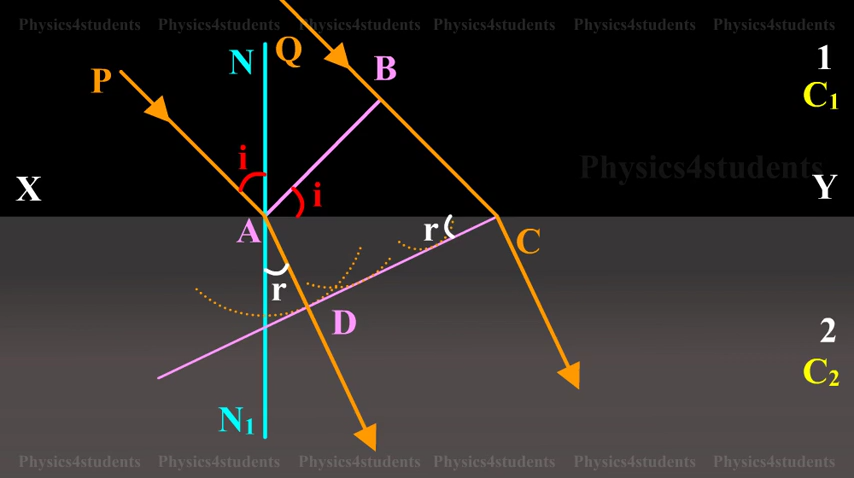 Physics4students Physics4students Physics4students Physics4students Physics4students Physics4students
N Q 1
P B C₁
i
Physics4students
X i Y
A r C
r
D 2
C₂
N₁
Physics4students Physics4students Physics4students Physics4students Physics4students Physics4students